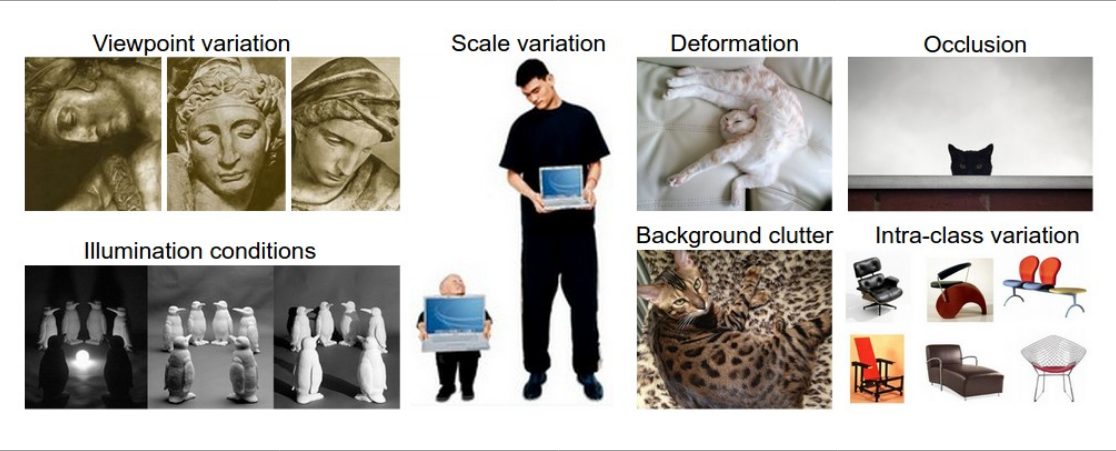 Viewpoint variation
Scale variation
Deformation
Occlusion
Illumination conditions
Background clutter
Intra-class variation